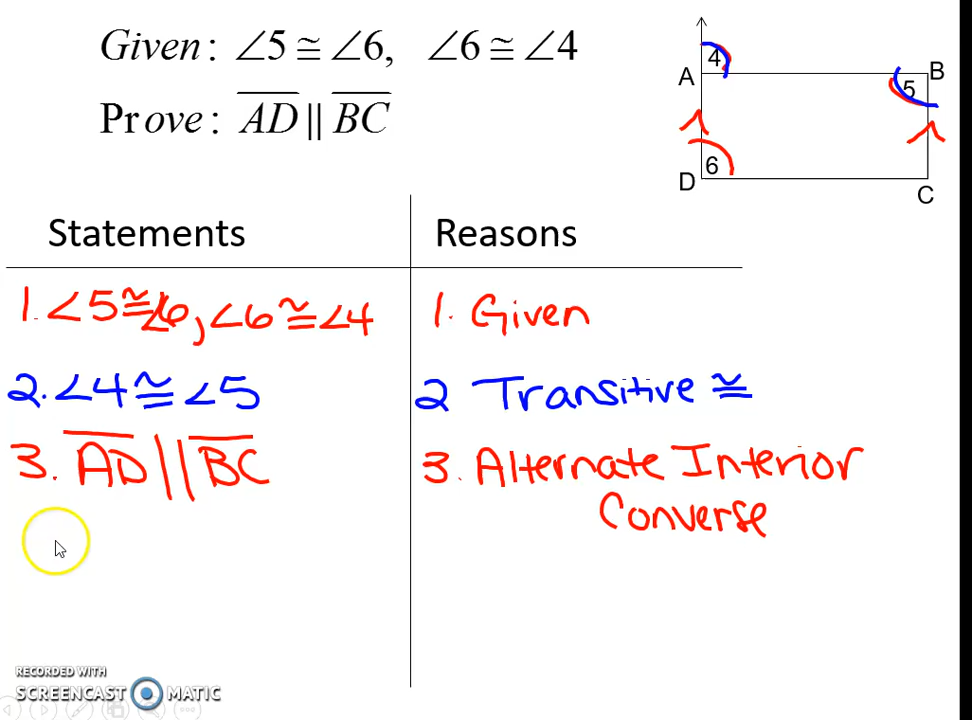 Given: ∠5 ≅ ∠6, ∠6 ≅ ∠4
Prove: AD || BC
A
4
B
5
D
6
C
Statements
Reasons
1. ∠5 ≅ ∠6, ∠6 ≅ ∠4
1. Given
2. ∠4 ≅ ∠5
2 Transitive ≅
3. AD || BC
3. Alternate Interior
Converse
RECORDED WITH
SCREENCAST MATIC